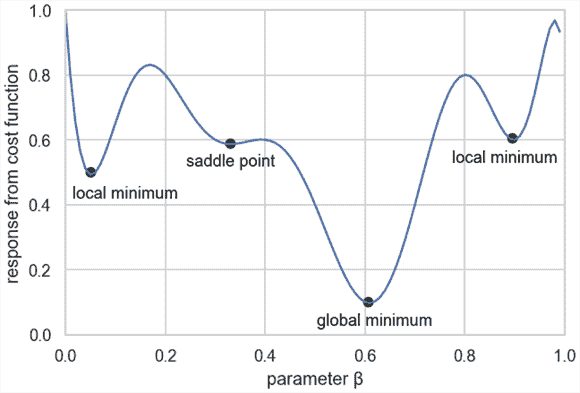 response from cost function
1.0
0.8
0.6
0.4
0.2
0.0
local minimum
saddle point
global minimum
local minimum
0.0
0.2
0.4
0.6
0.8
1.0
parameter β